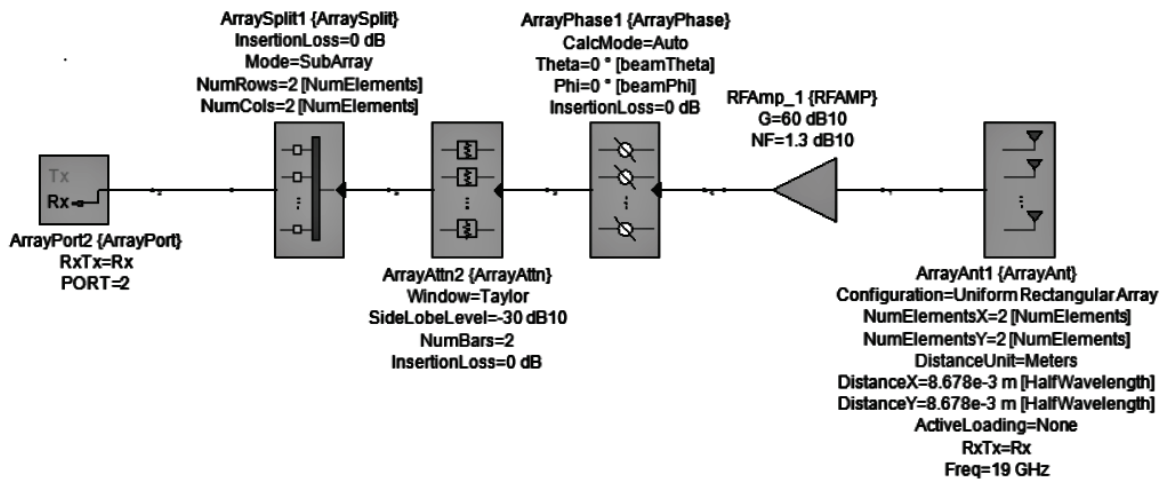 ArraySplit1 {ArraySplit}
InsertionLoss=0 dB
Mode=SubArray
NumRows=2 [NumElements]
NumCols=2 [NumElements]
ArrayPhase1 {ArrayPhase}
CalcMode=Auto
Theta=0 ° [beamTheta]
Phi=0 ° [beamPhi]
InsertionLoss=0 dB
RFAmp_1 {RFAMP}
G=60 dB10
NF=1.3 dB10
Tx
Rx
ArrayPort2 {ArrayPort}
RxTx=Rx
PORT=2
ArrayAttn2 {ArrayAttn}
Window=Taylor
SideLobeLevel=-30 dB10
NumBars=2
InsertionLoss=0 dB
ArrayAnt1 {ArrayAnt}
Configuration=Uniform Rectangular Array
NumElementsX=2 [NumElements]
NumElementsY=2 [NumElements]
DistanceUnit=Meters
DistanceX=8.678e-3 m [HalfWavelength]
DistanceY=8.678e-3 m [HalfWavelength]
ActiveLoading=None
RxTx=Rx
Freq=19 GHz